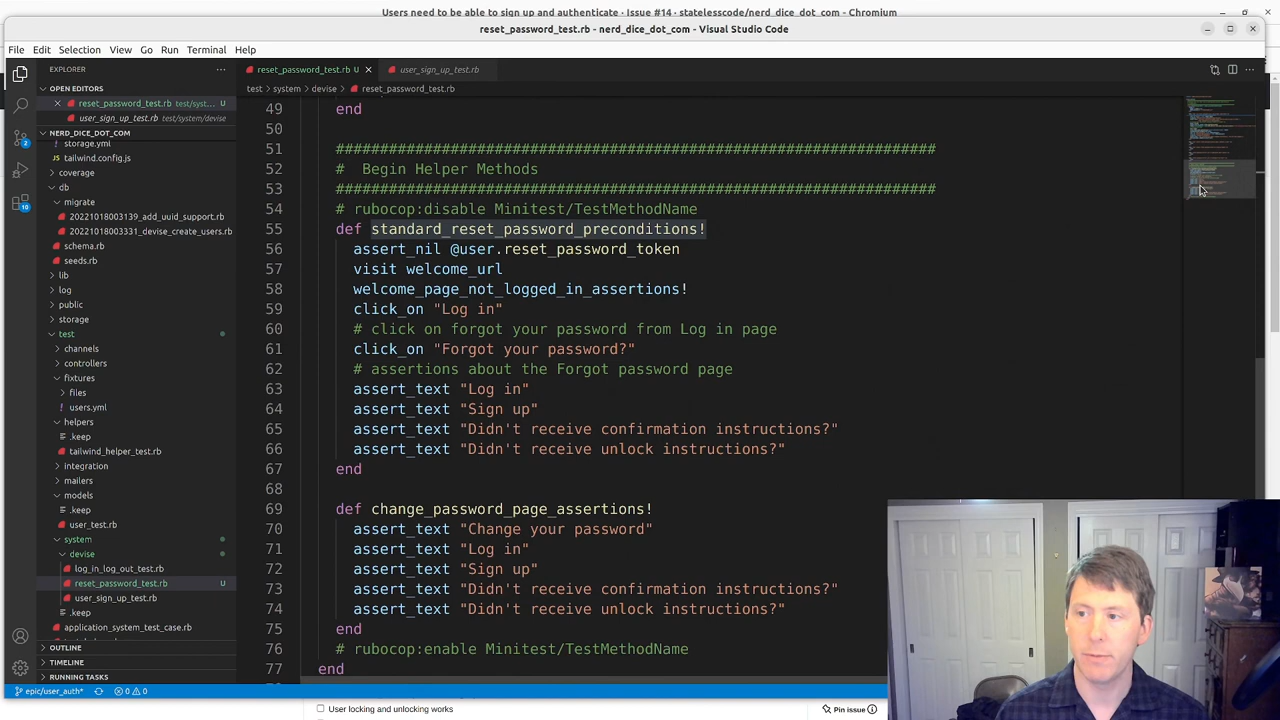 Users need to be able to sign up and authenticate · Issue #14 · statelesscode/nerd_dice_dot_com – Chromium
reset_password_test.rb - nerd_dice_dot_com - Visual Studio Code
File Edit Selection View Go Run Terminal Help
EXPLORER
reset_password_test.rb U
user_sign_up_test.rb
OPEN EDITORS
test > system > devise > reset_password_test.rb
reset_password_test.rb test/syst... U
user_sign_up_test.rb test/system/devise
NERD_DICE_DOT_COM
storage.yml
tailwind.config.js
coverage
db
migrate
20221018003139_add_uuid_support.rb
20221018003331_devise_create_users.rb
schema.rb
seeds.rb
lib
log
public
storage
test
channels
controllers
fixtures
files
users.yml
helpers
.keep
tailwind_helper_test.rb
integration
mailers
models
.keep
user_test.rb
system
devise
log_in_log_out_test.rb
reset_password_test.rb U
user_sign_up_test.rb
.keep
application_system_test_case.rb
OUTLINE
TIMELINE
RUNNING TASKS
2
1
49 end
50
51 ###################################################################
52 # Begin Helper Methods
53 ###################################################################
54 # rubocop:disable Minitest/TestMethodName
55 def standard_reset_password_preconditions!
56 assert_nil @user.reset_password_token
57 visit welcome_url
58 welcome_page_not_logged_in_assertions!
59 click_on "Log in"
60 # click on forgot your password from Log in page
61 click_on "Forgot your password?"
62 # assertions about the Forgot password page
63 assert_text "Log in"
64 assert_text "Sign up"
65 assert_text "Didn't receive confirmation instructions?"
66 assert_text "Didn't receive unlock instructions?"
67 end
68
69 def change_password_page_assertions!
70 assert_text "Change your password"
71 assert_text "Log in"
72 assert_text "Sign up"
73 assert_text "Didn't receive confirmation instructions?"
74 assert_text "Didn't receive unlock instructions?"
75 end
76 # rubocop:enable Minitest/TestMethodName
77 end
epic/user_auth* 0 0
User locking and unlocking works
Pin issue